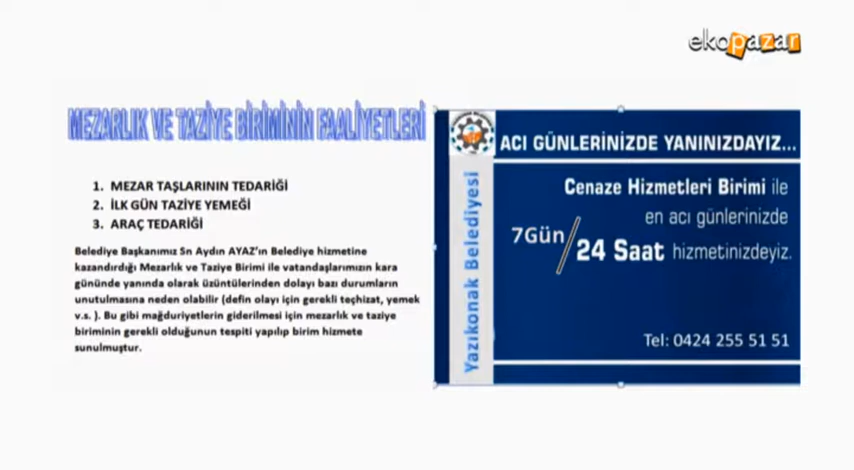 ekopazar
MEZARLIK VE TAZİYE BİRİMİNİN FAALİYETLERİ
1. MEZAR TAŞLARININ TEDARİĞİ
2. İLK GÜN TAZİYE YEMEĞİ
3. ARAÇ TEDARİĞİ
Belediye Başkanımız Sn Aydın AYAZ'ın Belediye hizmetine
kazandırdığı Mezarlık ve Taziye Birimi ile vatandaşlarımızın kara
gününde yanında olarak üzüntülerinden dolayı bazı durumların
unutulmasına neden olabilir (defin olayı için gerekli teçhizat, yemek
v.s. ). Bu gibi mağduriyetlerin giderilmesi için mezarlık ve taziye
biriminin gerekli olduğunun tespiti yapılıp birim hizmete
sunulmuştur.
ACI GÜNLERİNİZDE YANINIZDAYIZ...
Yazıkonak Belediyesi
Cenaze Hizmetleri Birimi ile
en acı günlerinizde
7Gün/24 Saat hizmetinizdeyiz.
Tel: 0424 255 51 51